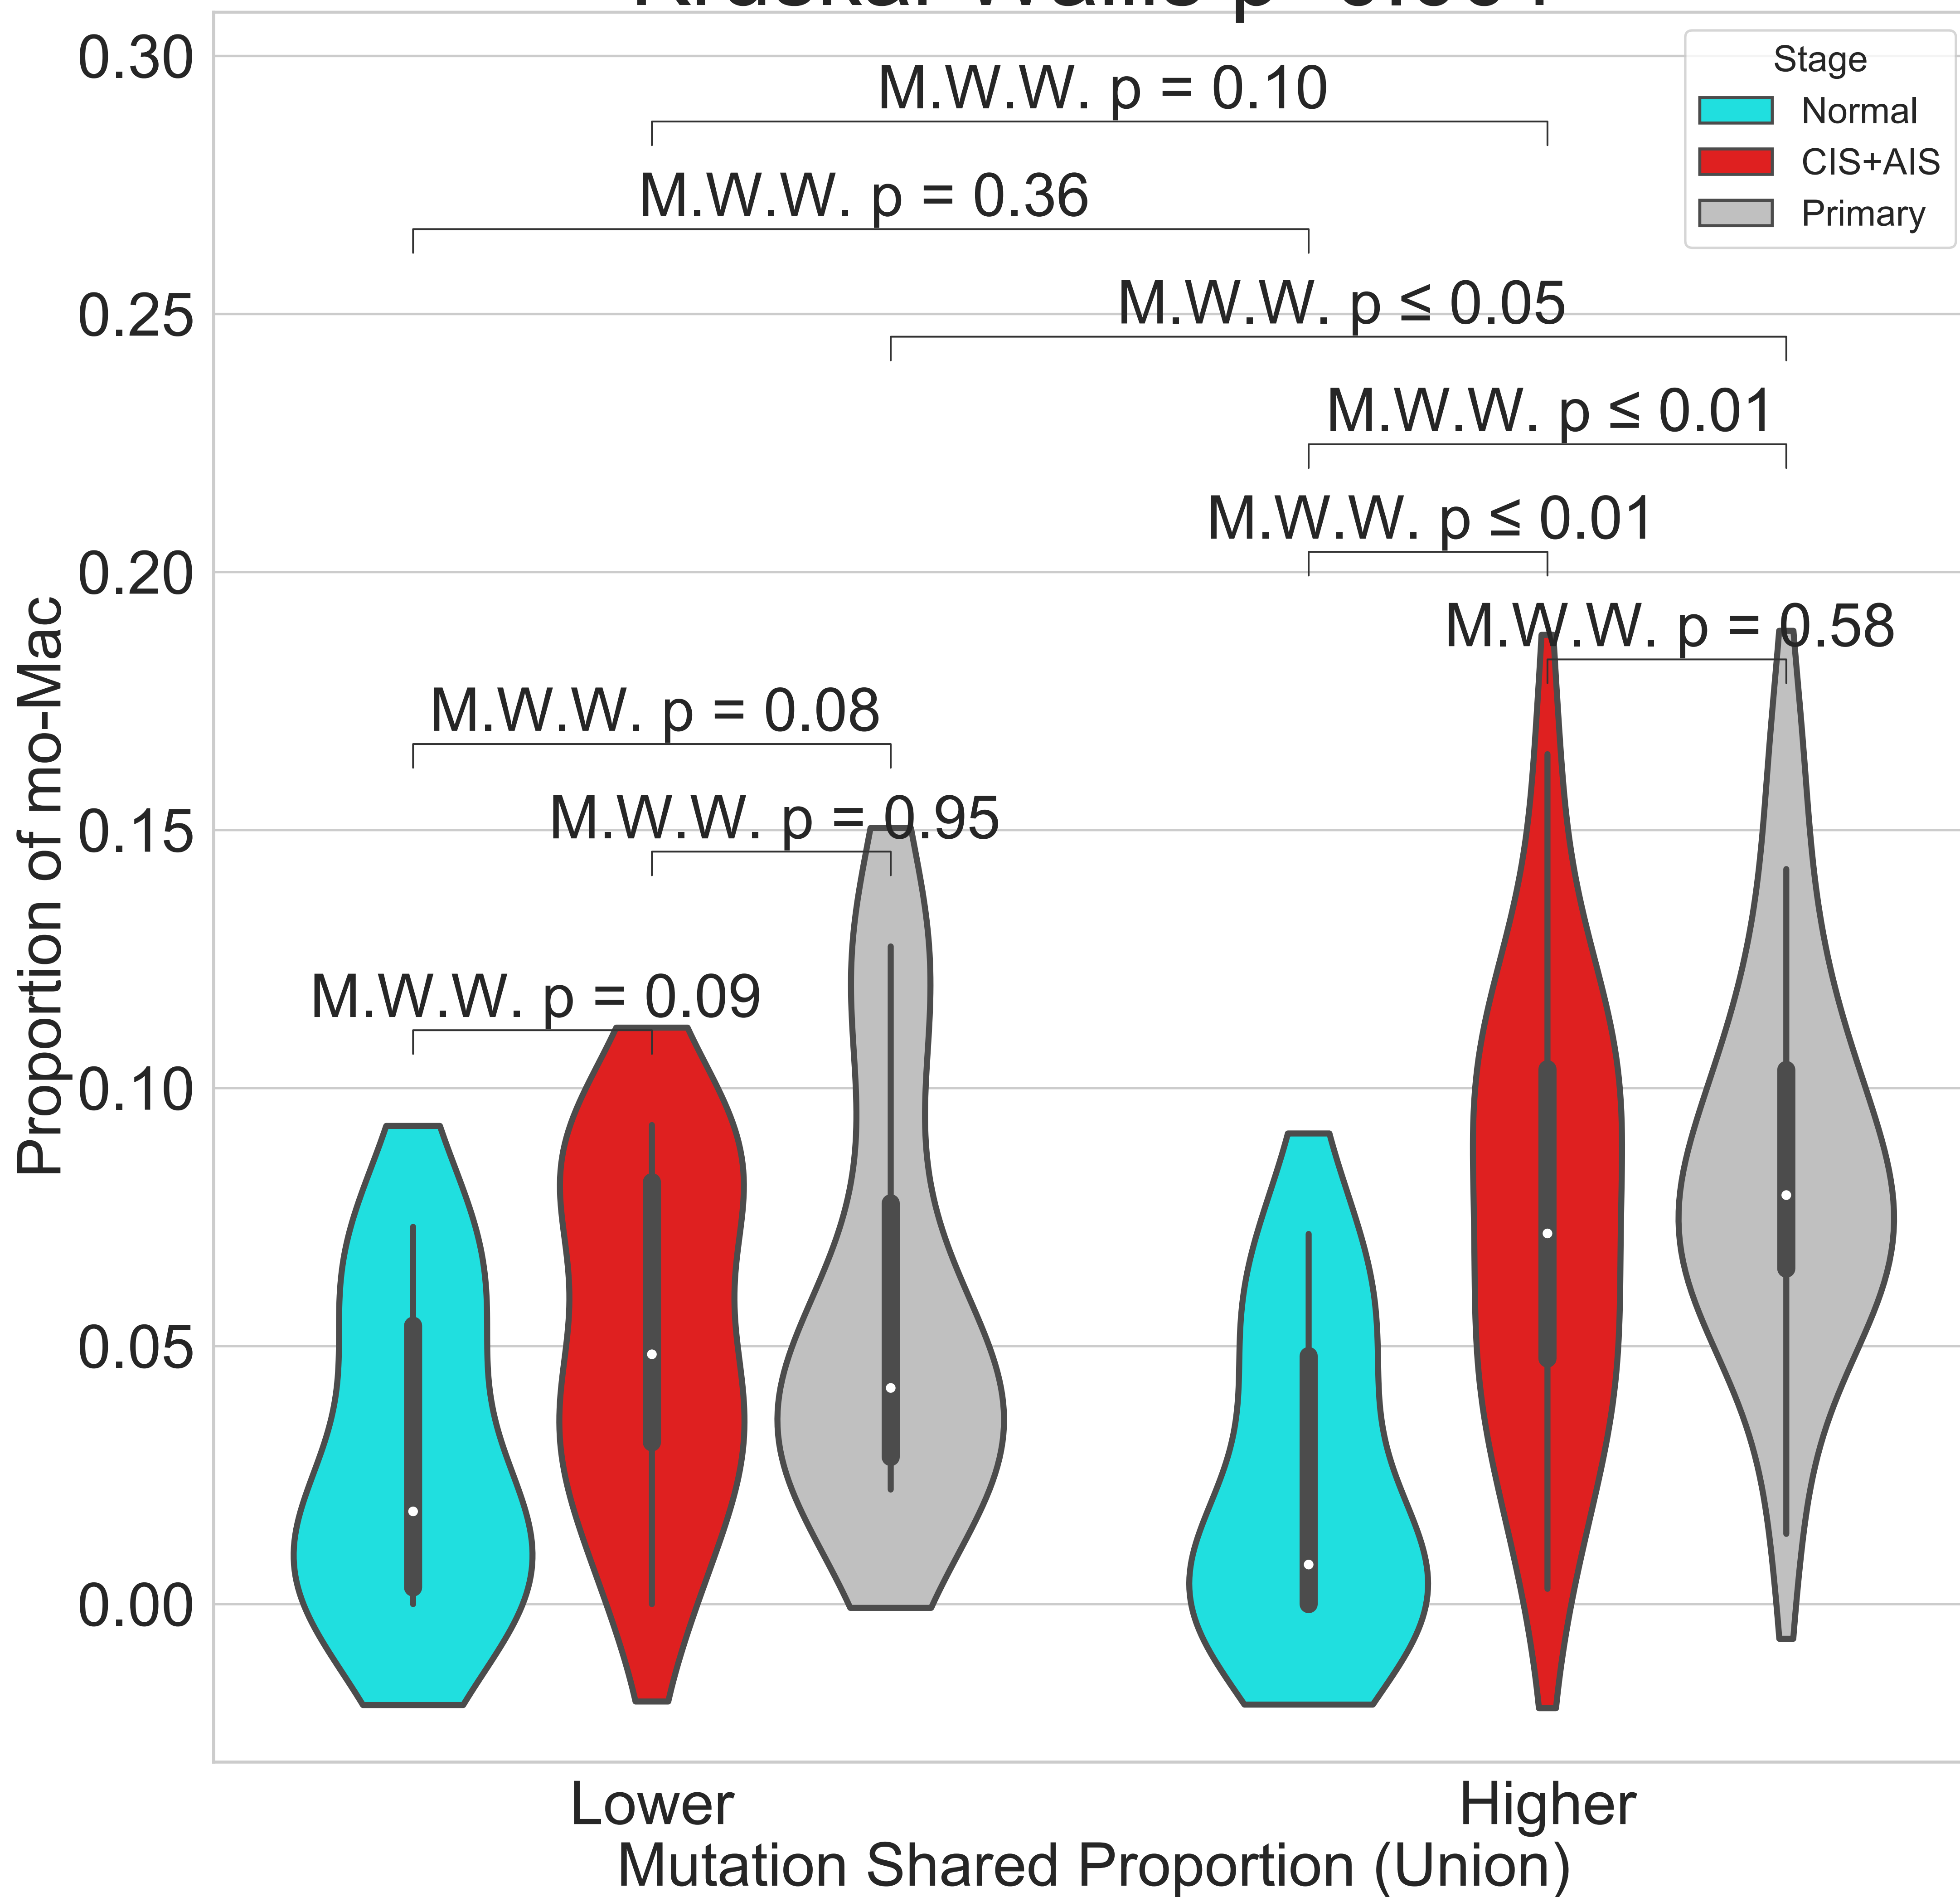 0.30
0.25
0.20
0.15
0.10
0.05
0.00
Proportion of mo-Mac
Stage
Normal
CIS+AIS
Primary
M.W.W. p = 0.10
M.W.W. p = 0.36
M.W.W. p ≤ 0.05
M.W.W. p ≤ 0.01
M.W.W. p ≤ 0.01
M.W.W. p = 0.58
M.W.W. p = 0.08
M.W.W. p = 0.95
M.W.W. p = 0.09
Lower
Higher
Mutation Shared Proportion (Union)